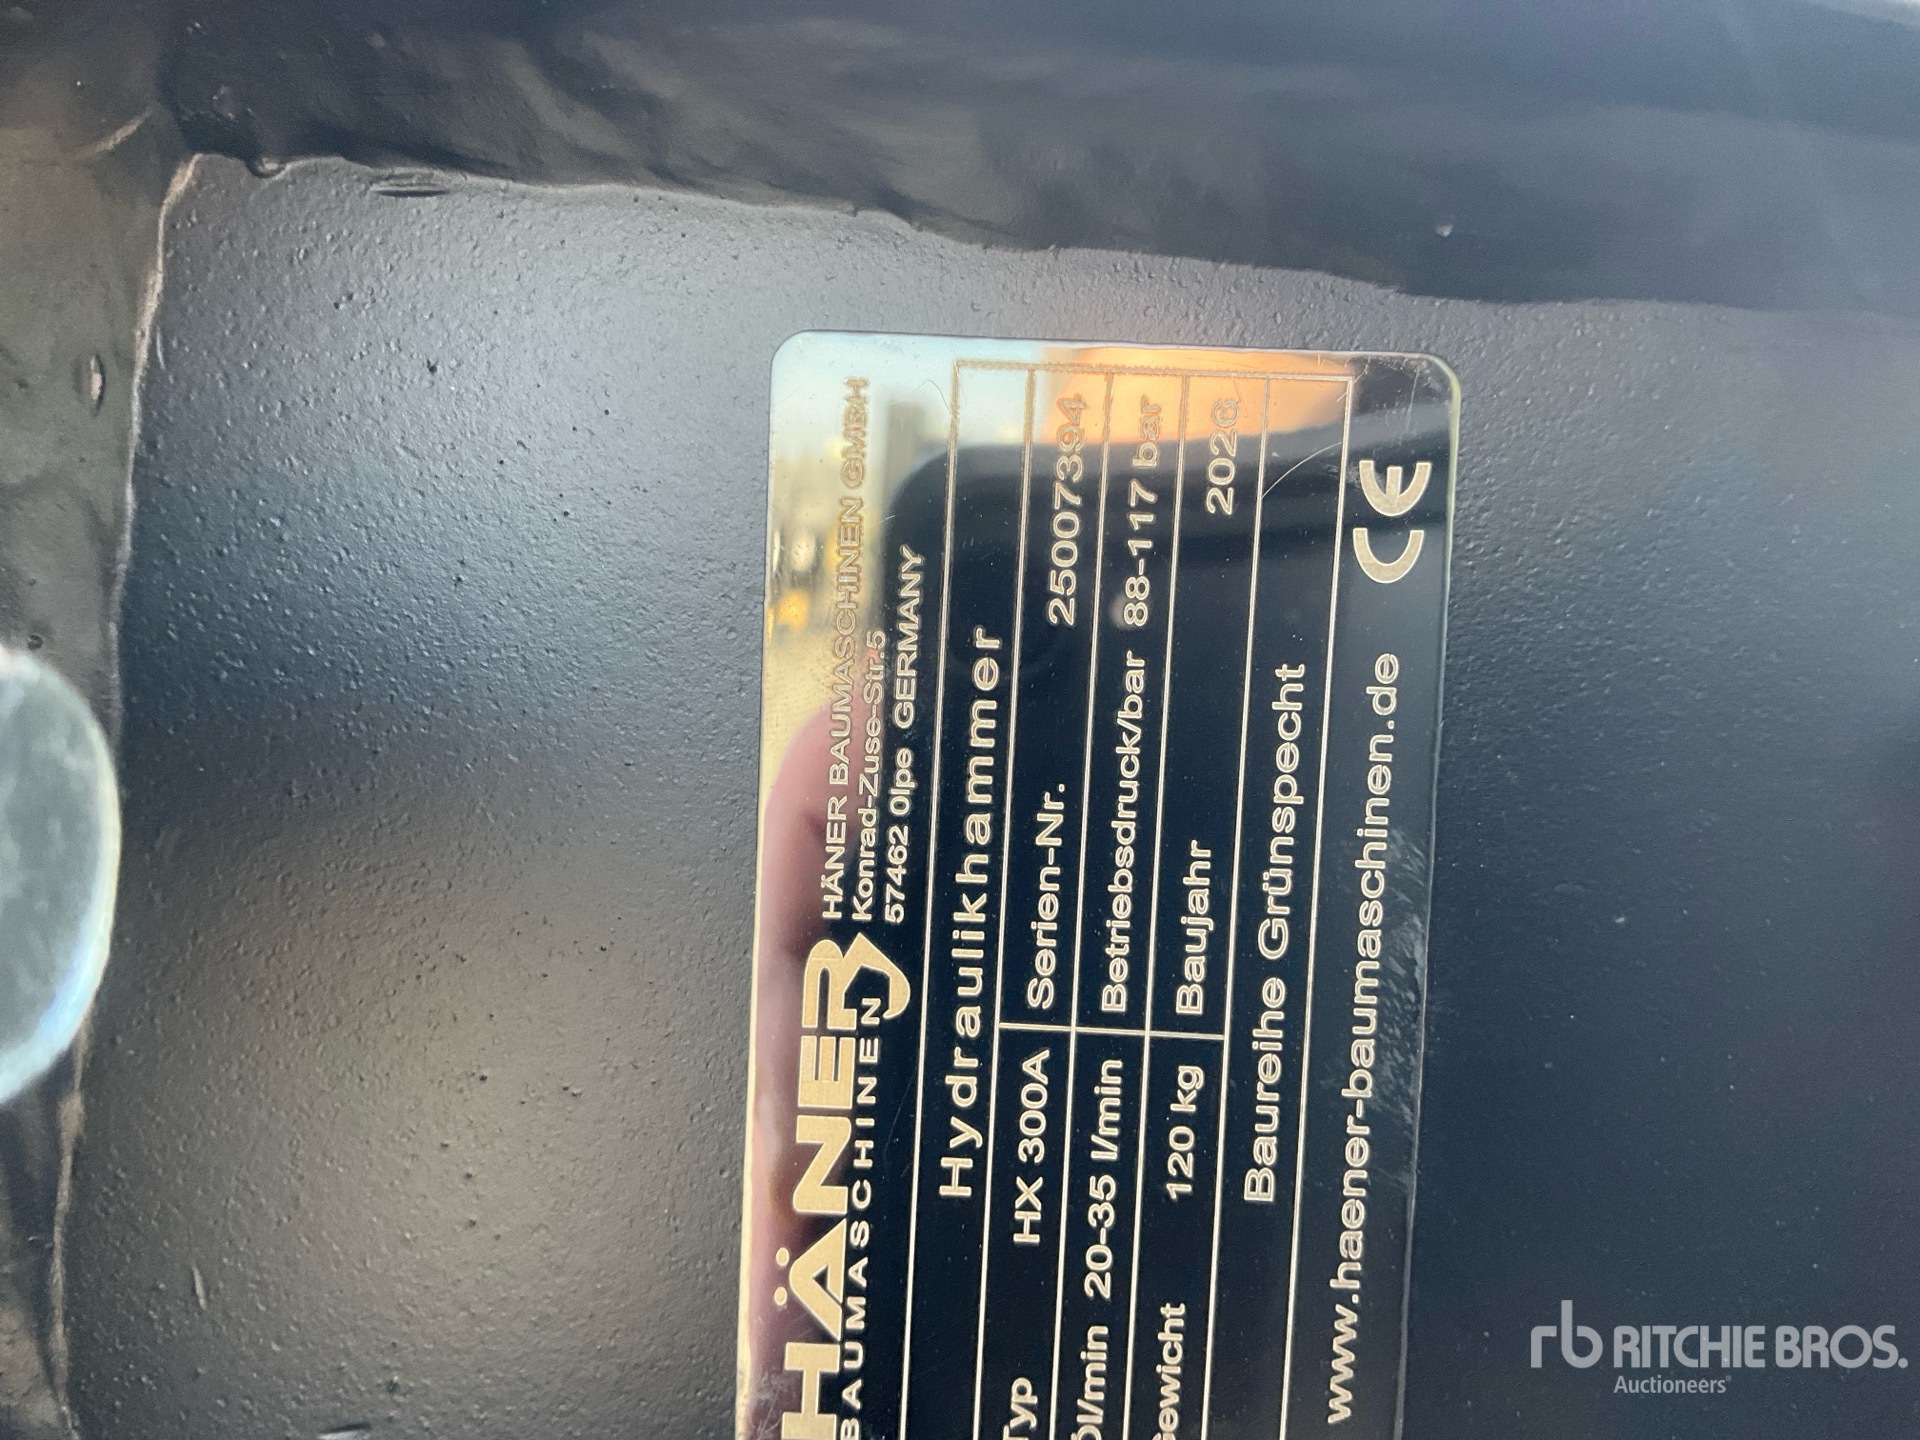 HÄNER
BAUMASCHINEN
HÄNER BAUMASCHINEN GMBH
Konrad-Zuse-Str.5
57462 Olpe GERMANY
Hydraulikhammer
Typ HX 300A Serien-Nr. 25007394
Öl/min 20-35 l/min Betriebsdruck/bar 88-117 bar
Gewicht 120 kg Baujahr 2026
Baureihe Grünspecht
www.haener-baumaschinen.de CE
rb RITCHIE BROS.
Auctioneers